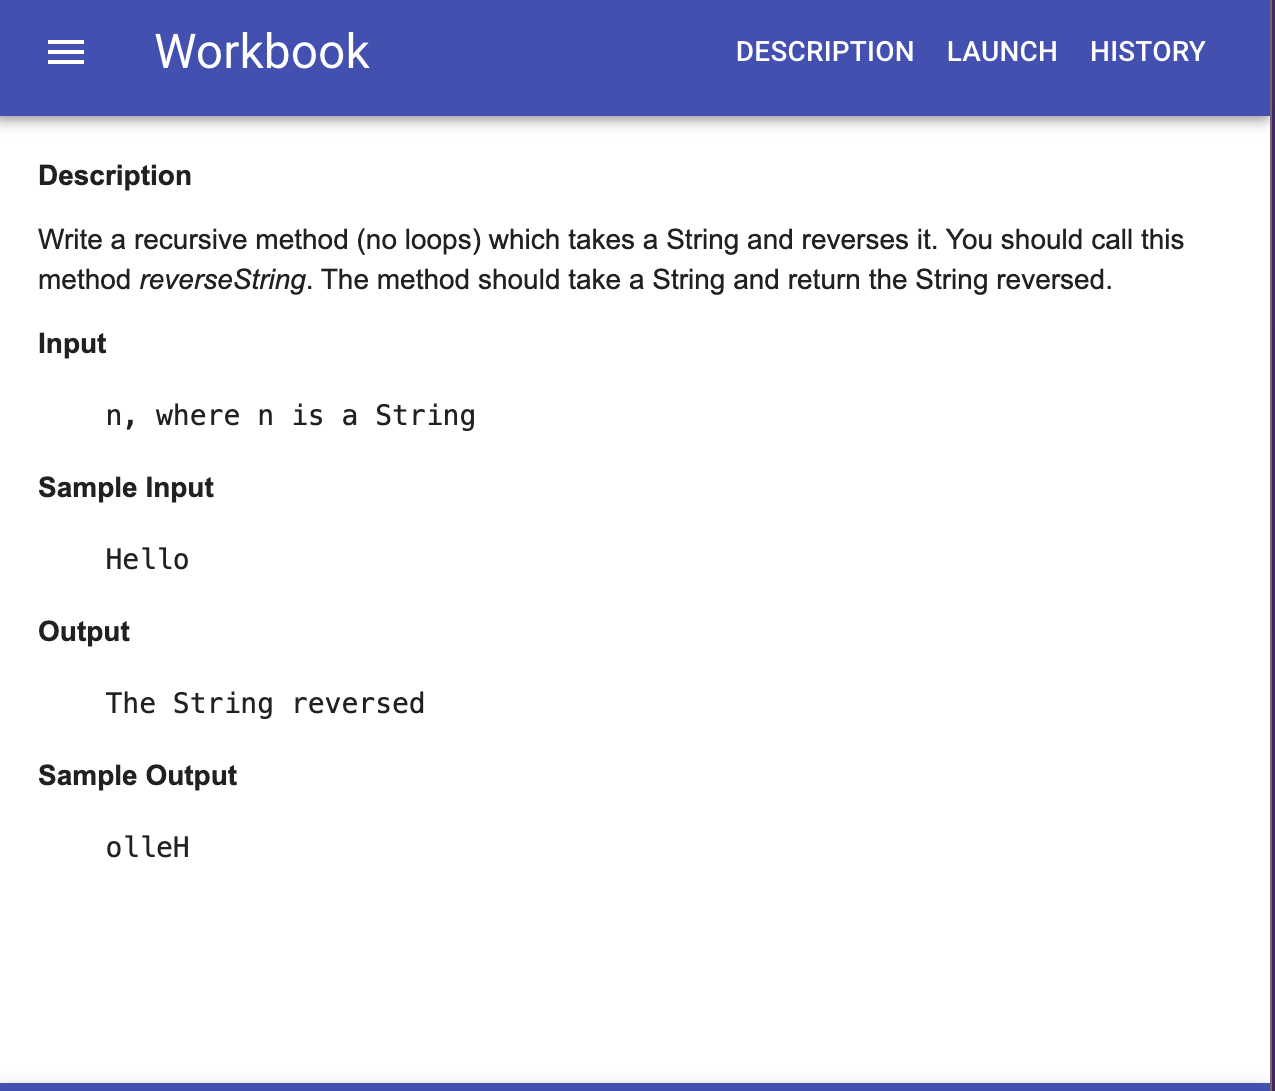 Workbook
DESCRIPTION LAUNCH HISTORY
Description
Write a recursive method (no loops) which takes a String and reverses it. You should call this
method reverseString. The method should take a String and return the String reversed.
Input
n, where n is a String
Sample Input
Hello
Output
The String reversed
Sample Output
olleH